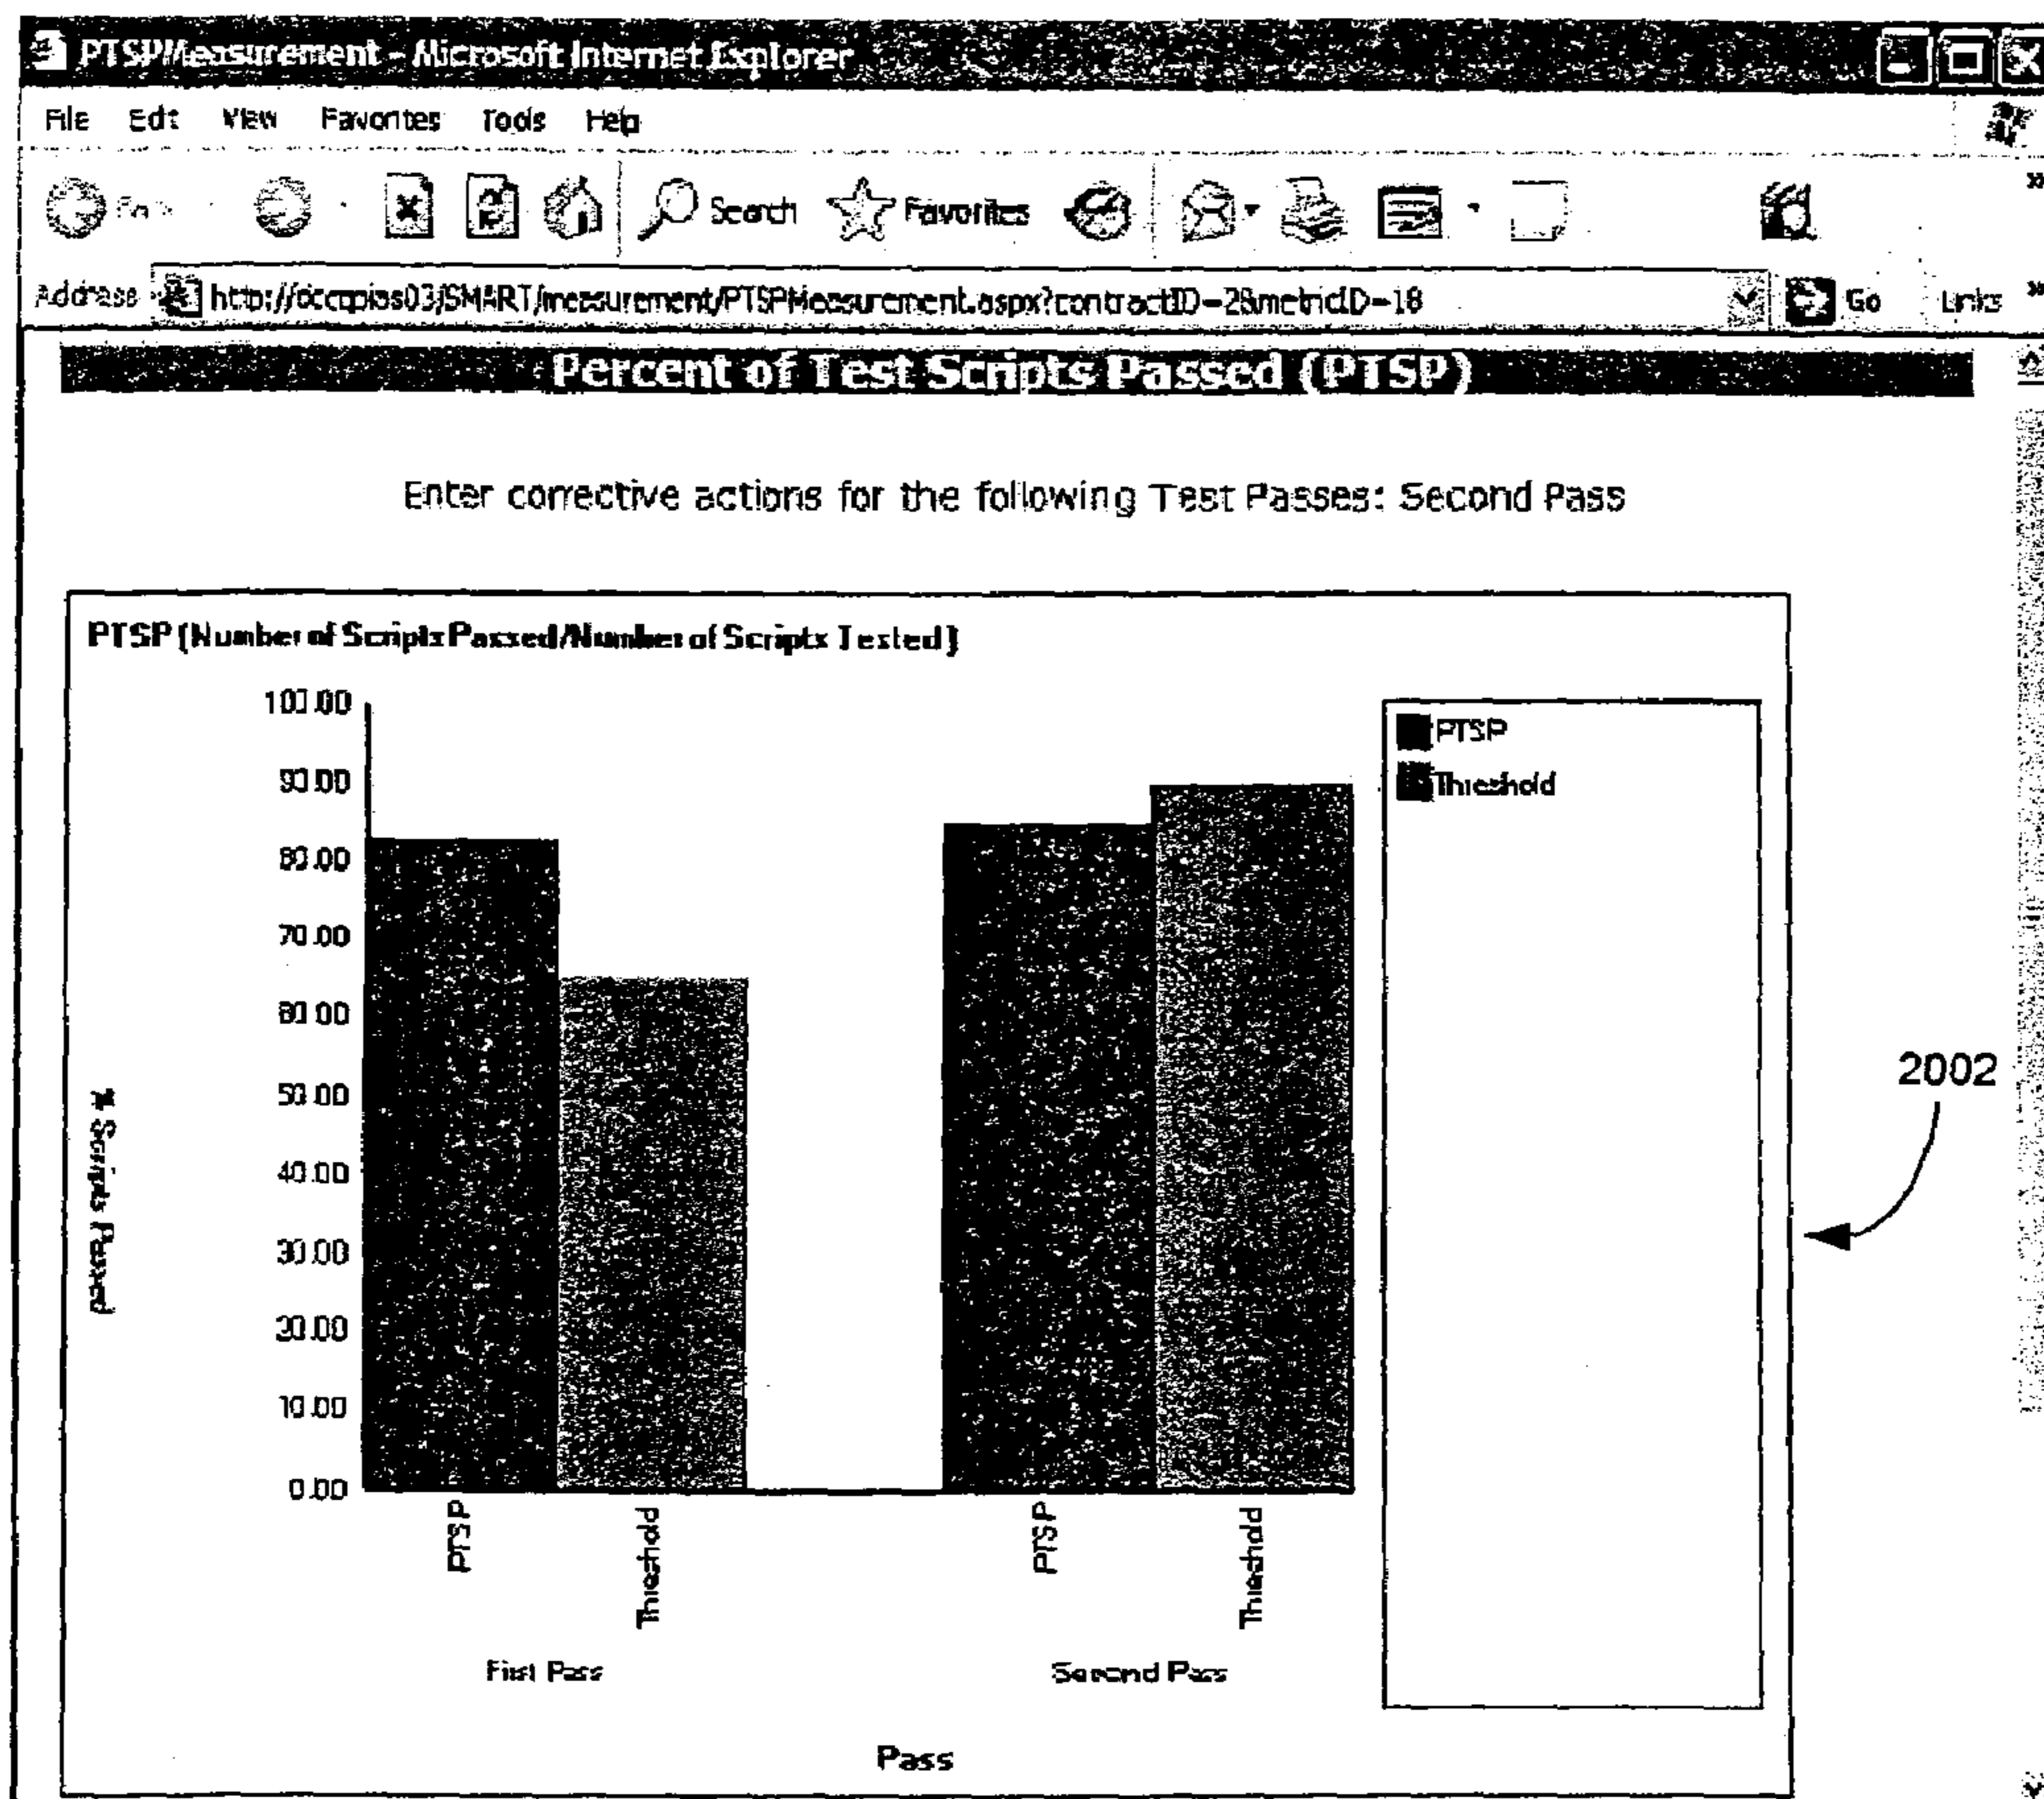 PTSPMeasurement - Microsoft Internet Explorer
File Edit View Favorites Tools Help
Search Favorites
Address Go Links
Percent of Test Scripts Passed (PTSP)
Enter corrective actions for the following Test Passes: Second Pass
PTSP (Number of Scripts Passed/Number of Scripts Tested)
100.00
90.00
80.00
70.00
60.00
50.00
40.00
30.00
20.00
10.00
0.00
% Scripts Passed
PTSP
Threshold
PTSP
Threshold
First Pass
Second Pass
Pass
PTSP
Threshold
2002